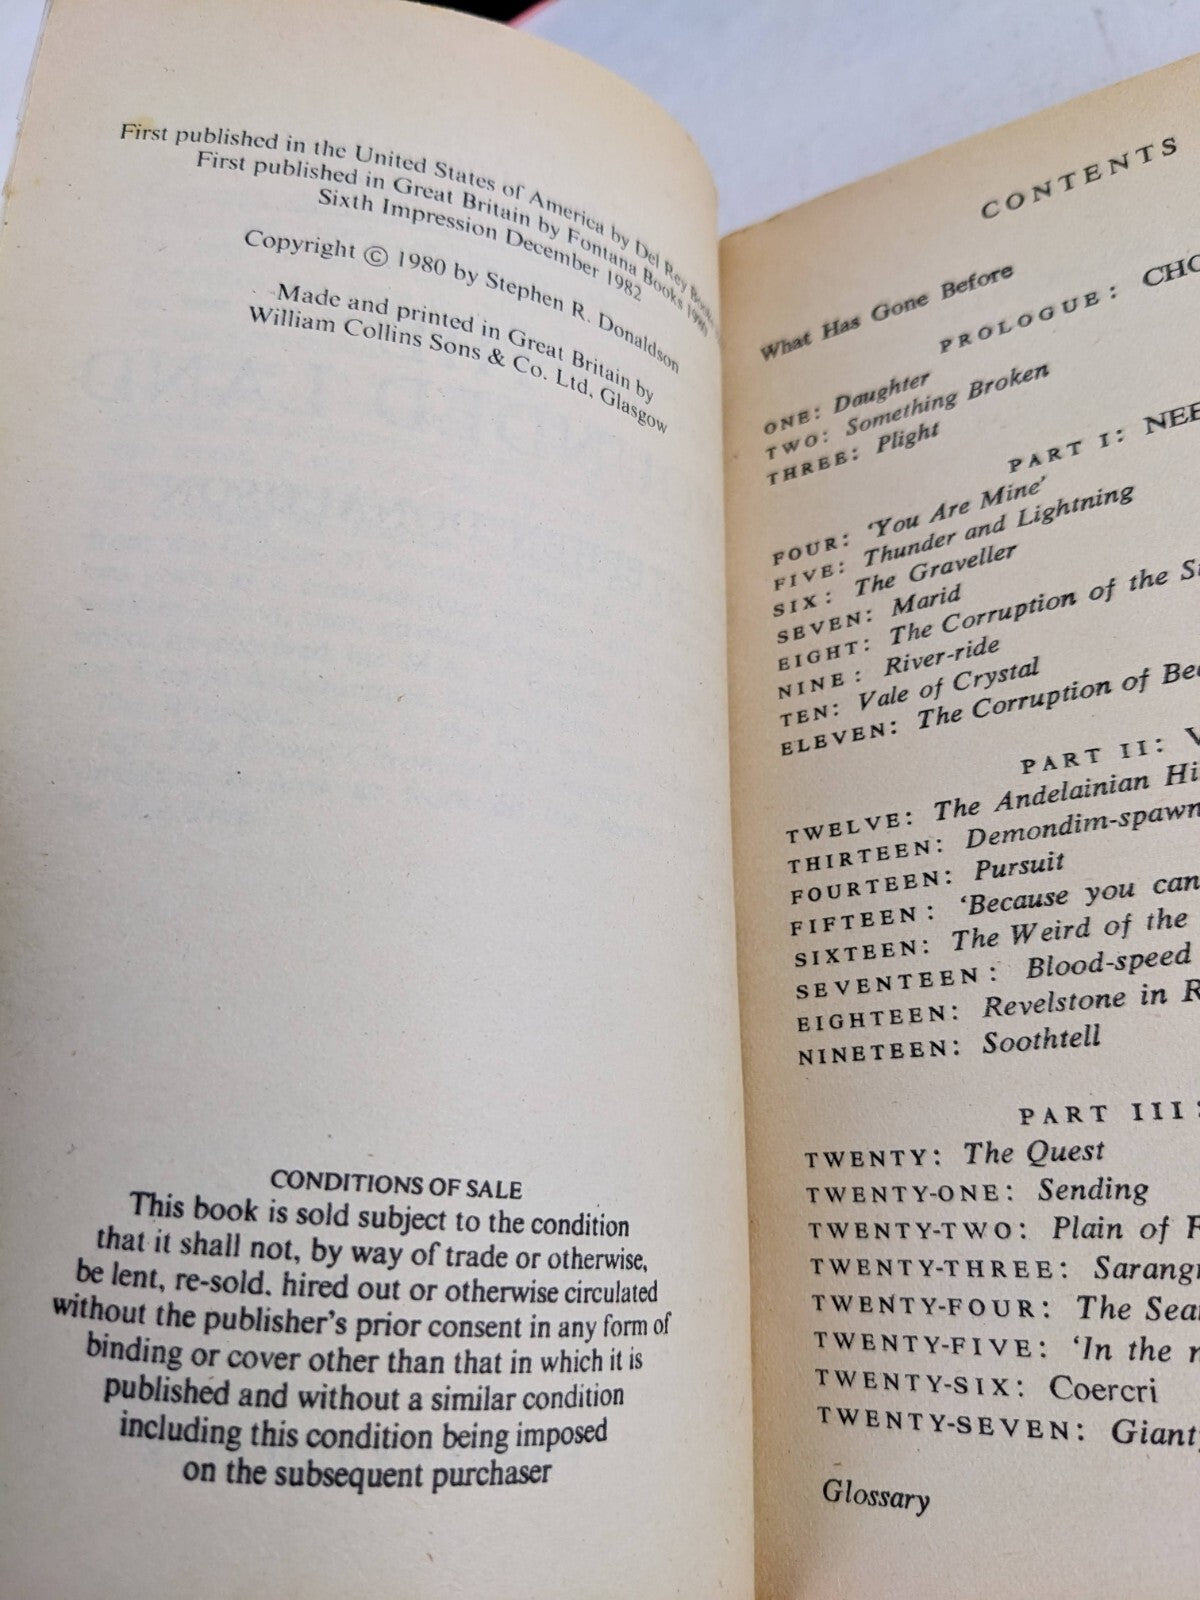 First published in the United States of America by Del Rey Books
First published in Great Britain by Fontana Books 1980
Sixth Impression December 1982
Copyright © 1980 by Stephen R. Donaldson
Made and printed in Great Britain by
William Collins Sons & Co. Ltd, Glasgow
CONDITIONS OF SALE
This book is sold subject to the condition
that it shall not, by way of trade or otherwise,
be lent, re-sold. hired out or otherwise circulated
without the publisher's prior consent in any form of
binding or cover other than that in which it is
published and without a similar condition
including this condition being imposed
on the subsequent purchaser
CONTENTS
What Has Gone Before
PROLOGUE: CHO
ONE: Daughter
TWO: Something Broken
THREE: Plight
PART I: NEE
FOUR: 'You Are Mine'
FIVE: Thunder and Lightning
SIX: The Graveller
SEVEN: Marid
EIGHT: The Corruption of the S
NINE: River-ride
TEN: Vale of Crystal
ELEVEN: The Corruption of Be
PART II: V
TWELVE: The Andelainian Hi
THIRTEEN: Demondim-spawn
FOURTEEN: Pursuit
FIFTEEN: 'Because you can
SIXTEEN: The Weird of the
SEVENTEEN: Blood-speed
EIGHTEEN: Revelstone in R
NINETEEN: Soothtell
PART III:
TWENTY: The Quest
TWENTY-ONE: Sending
TWENTY-TWO: Plain of F
TWENTY-THREE: Sarang
TWENTY-FOUR: The Sea
TWENTY-FIVE: 'In the
TWENTY-SIX: Coercri
TWENTY-SEVEN: Giant
Glossary